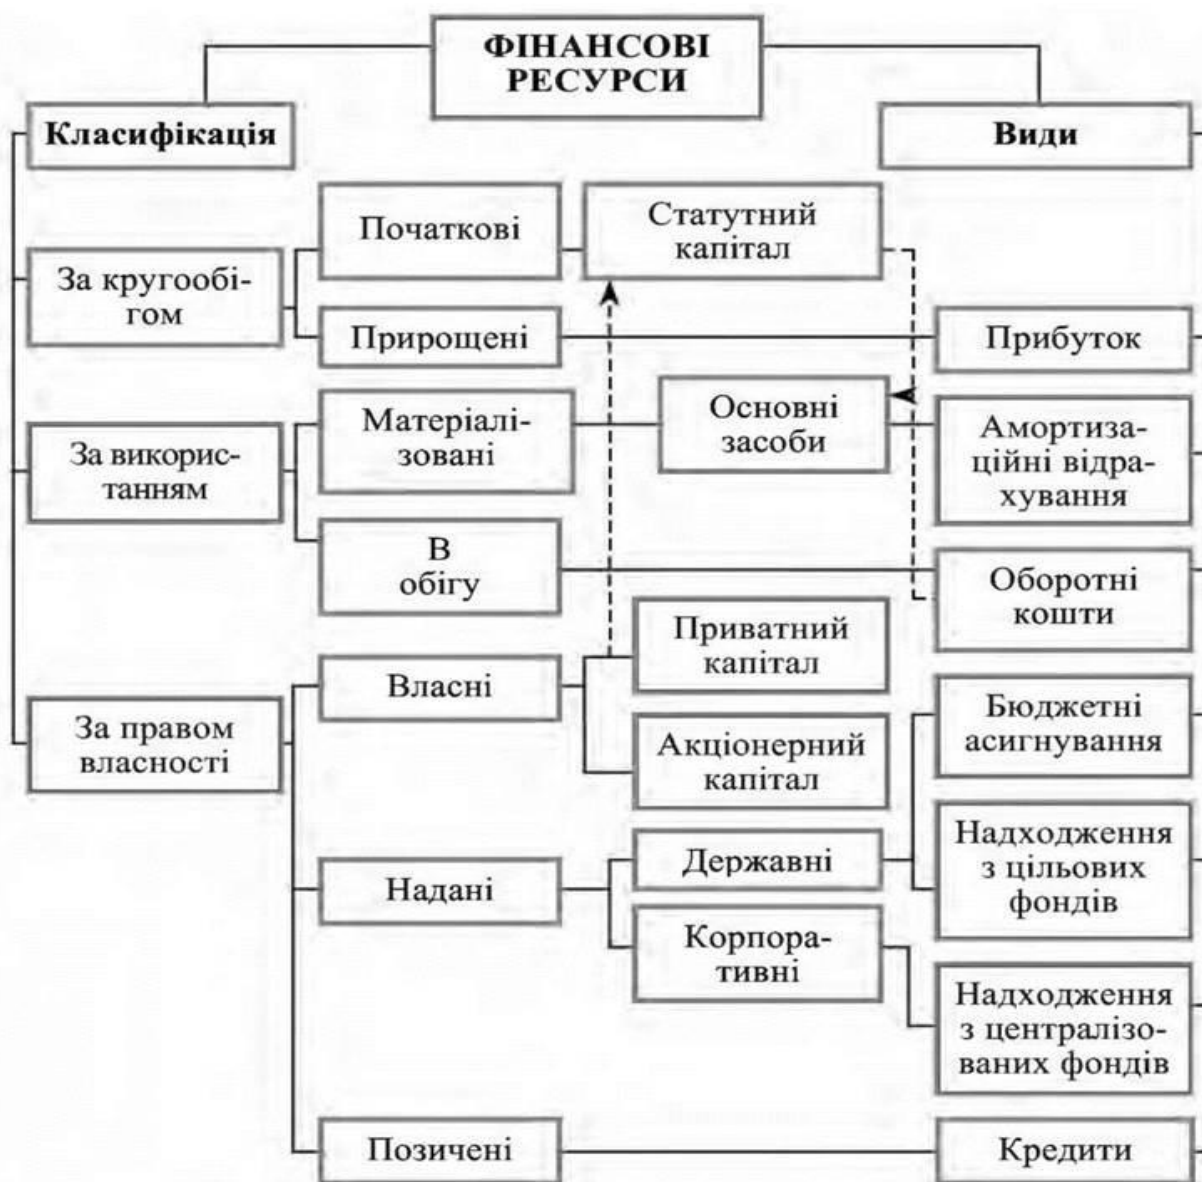 ФІНАНСОВІ
РЕСУРСИ
Класифікація
Види
Початкові
Статутний
капітал
За кругообі-
гом
Прирощені
Прибуток
Матеріалі-
зовані
Основні
засоби
Амортиза-
ційні відра-
хування
За викорис-
танням
В
обігу
Оборотні
кошти
Приватний
капітал
Власні
Бюджетні
асигнування
За правом
власності
Акціонерний
капітал
Державні
Надходження
з цільових
фондів
Надані
Корпора-
тивні
Надходження
з централізо-
ваних фондів
Позичені
Кредити